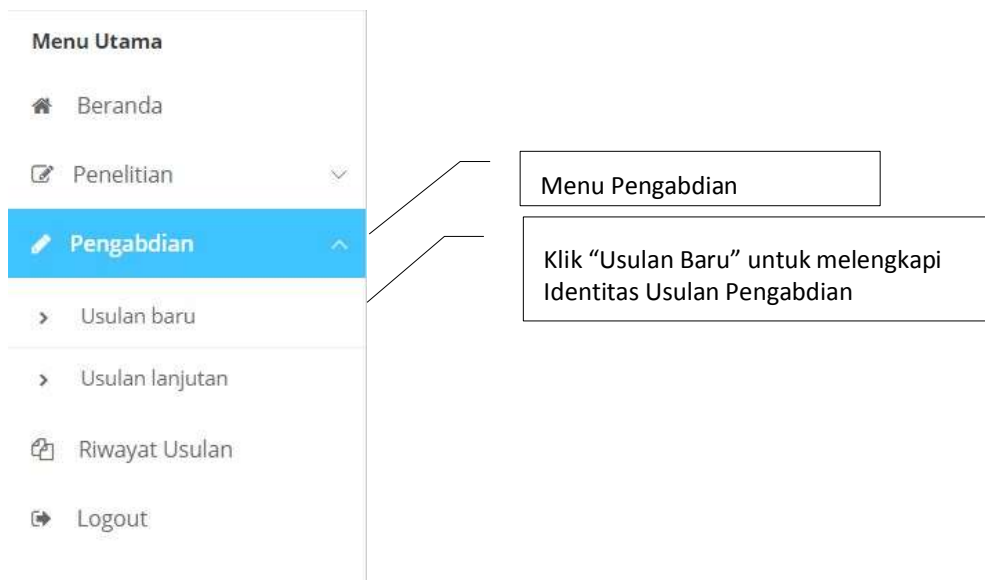 Menu Utama
Beranda
Penelitian
Pengabdian
Usulan baru
Usulan lanjutan
Riwayat Usulan
Logout
Menu Pengabdian
Klik “Usulan Baru” untuk melengkapi
Identitas Usulan Pengabdian